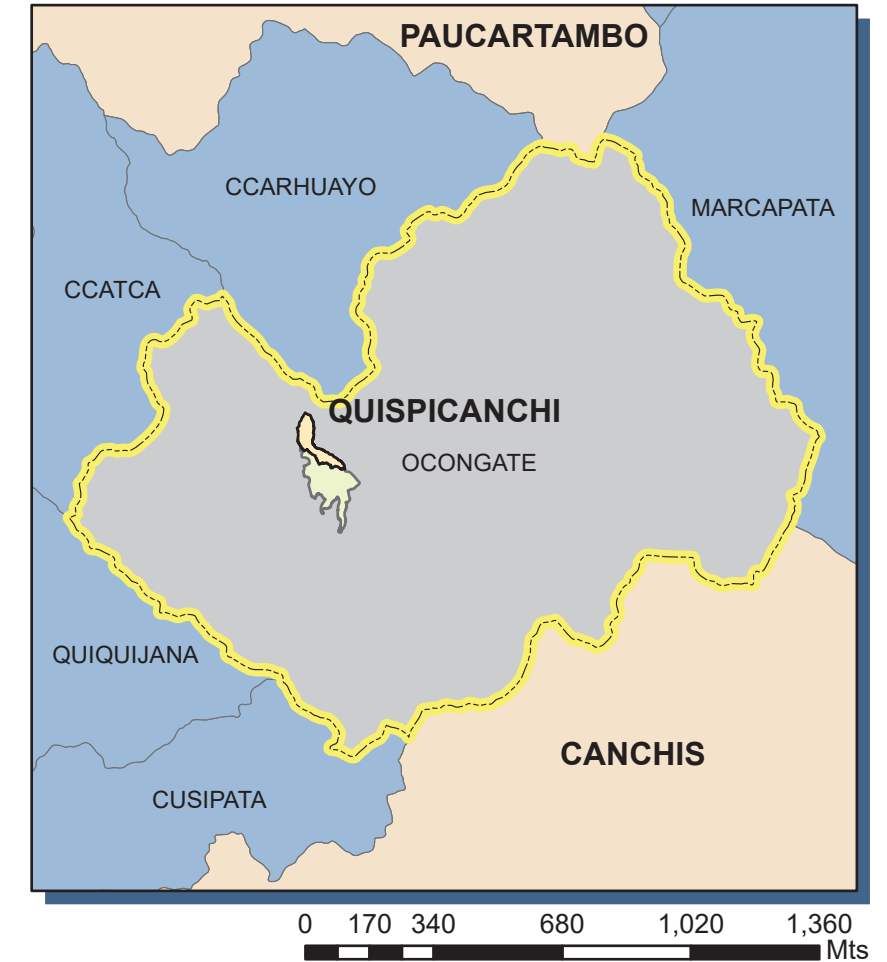 PAUCARTAMBO
CCARHUAYO
MARCAPATA
CCATCA
QUISPICANCHI
OCONGATE
QUIQUIJANA
CANCHIS
CUSIPATA
0 170 340 680 1,020 1,360
Mts